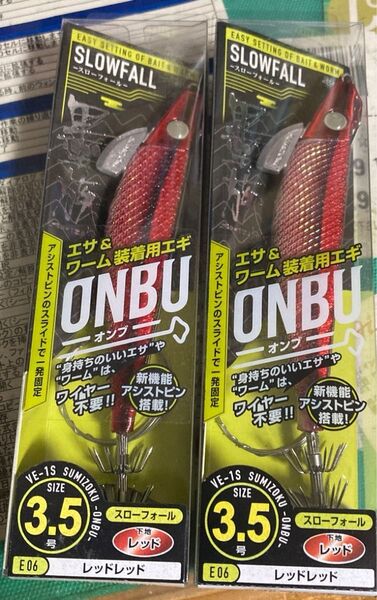 EASY SETTING OF BAIT & WORM
SLOWFALL
-スローフォール-
アシストピンのスライドで一発固定
エサ &
ワーム 装着用エギ
ONBU
オンブ
"身持ちのいいエサ"や
"ワーム"は、
ワイヤー
不要!!
新機能
アシストピン
搭載!
VE-1S SUMIZOKU -ONBU-
SIZE
3.5
号
スローフォール
下地
レッド
E06
レッドレッド
EASY SETTING OF BAIT & WORM
SLOWFALL
-スローフォール-
アシストピンのスライドで一発固定
エサ &
ワーム 装着用エギ
ONBU
オンブ
"身持ちのいいエサ"や
"ワーム"は、
ワイヤー
不要!!
新機能
アシストピン
搭載!
VE-1S SUMIZOKU -ONBU-
SIZE
3.5
号
スローフォール
下地
レッド
E06
レッドレッド